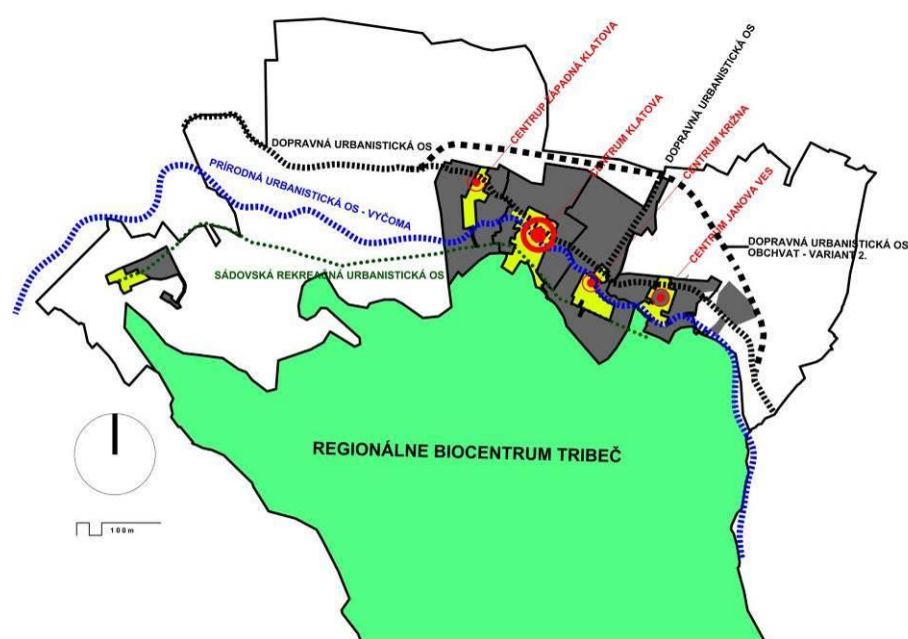 CENTRUP ZÁPADNÁ KLATOVA
DOPRAVNÁ URBANISTICKÁ OS
CENTRUM KLATOVA
CENTRUM KRIŽNA
DOPRAVNÁ URBANISTICKÁ OS
PRÍRODNÁ URBANISTICKÁ OS - VYČOMA
CENTRUM JANOVA VES
DOPRAVNÁ URBANISTICKÁ OS
OBCHVAT - VARIANT 2.
SÁDOVSKÁ REKREAČNÁ URBANISTICKÁ OS
REGIONÁLNE BIOCENTRUM TRIBEČ
100m